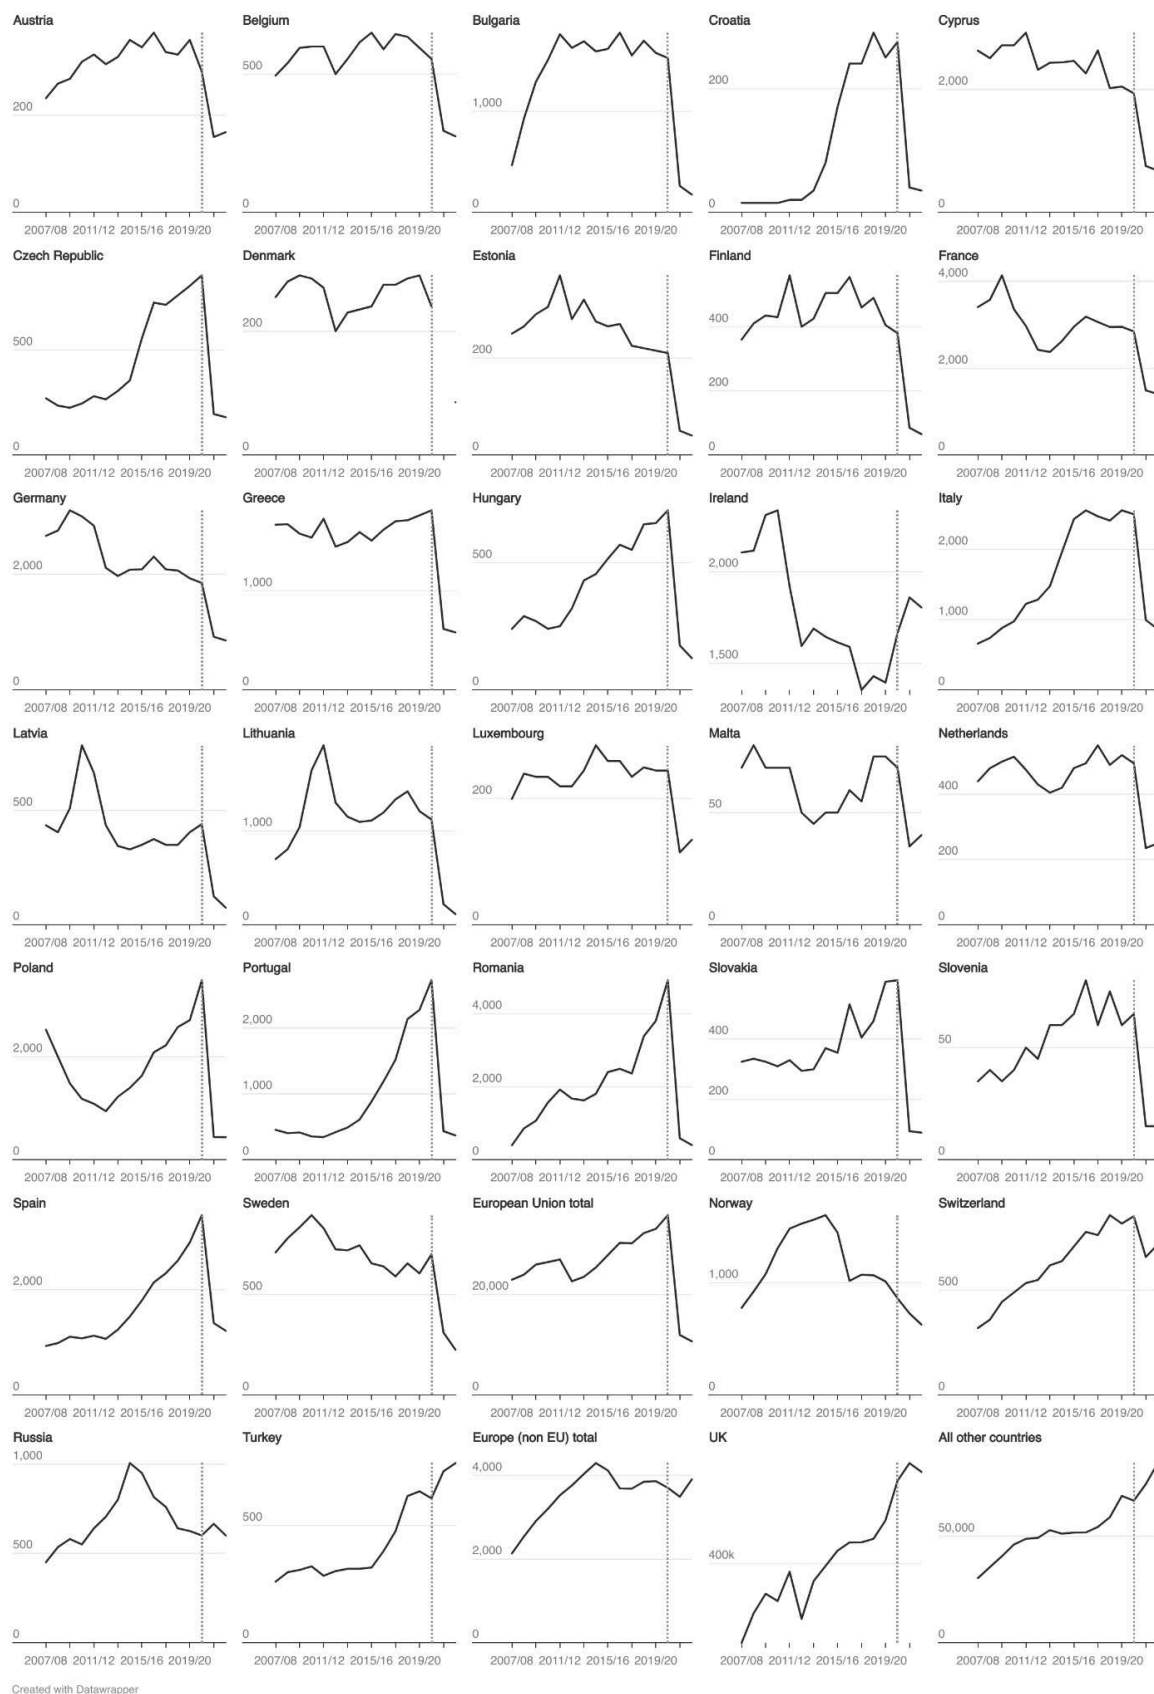 Austria Belgium Bulgaria Croatia Cyprus
200 500 1,000 200 2,000
0 0 0 0 0
2007/08 2011/12 2015/16 2019/20 2007/08 2011/12 2015/16 2019/20 2007/08 2011/12 2015/16 2019/20 2007/08 2011/12 2015/16 2019/20 2007/08 2011/12 2015/16 2019/20
Czech Republic Denmark Estonia Finland France
4,000
500 200 200 400 2,000
200
0 0 0 0 0
2007/08 2011/12 2015/16 2019/20 2007/08 2011/12 2015/16 2019/20 2007/08 2011/12 2015/16 2019/20 2007/08 2011/12 2015/16 2019/20 2007/08 2011/12 2015/16 2019/20
Germany Greece Hungary Ireland Italy
2,000 1,000 500 2,000 2,000
1,500 1,000
0 0 0 0
2007/08 2011/12 2015/16 2019/20 2007/08 2011/12 2015/16 2019/20 2007/08 2011/12 2015/16 2019/20 2007/08 2011/12 2015/16 2019/20 2007/08 2011/12 2015/16 2019/20
Latvia Lithuania Luxembourg Malta Netherlands
500 1,000 200 50 400
200
0 0 0 0 0
2007/08 2011/12 2015/16 2019/20 2007/08 2011/12 2015/16 2019/20 2007/08 2011/12 2015/16 2019/20 2007/08 2011/12 2015/16 2019/20 2007/08 2011/12 2015/16 2019/20
Poland Portugal Romania Slovakia Slovenia
2,000 2,000 4,000 400 50
1,000 2,000 200
0 0 0 0 0
2007/08 2011/12 2015/16 2019/20 2007/08 2011/12 2015/16 2019/20 2007/08 2011/12 2015/16 2019/20 2007/08 2011/12 2015/16 2019/20 2007/08 2011/12 2015/16 2019/20
Spain Sweden European Union total Norway Switzerland
2,000 500 20,000 1,000 500
0 0 0 0 0
2007/08 2011/12 2015/16 2019/20 2007/08 2011/12 2015/16 2019/20 2007/08 2011/12 2015/16 2019/20 2007/08 2011/12 2015/16 2019/20 2007/08 2011/12 2015/16 2019/20
Russia Turkey Europe (non EU) total UK All other countries
1,000 4,000
500 500 2,000 400k 50,000
0 0 0 0
2007/08 2011/12 2015/16 2019/20 2007/08 2011/12 2015/16 2019/20 2007/08 2011/12 2015/16 2019/20 2007/08 2011/12 2015/16 2019/20 2007/08 2011/12 2015/16 2019/20
Created with Datawrapper